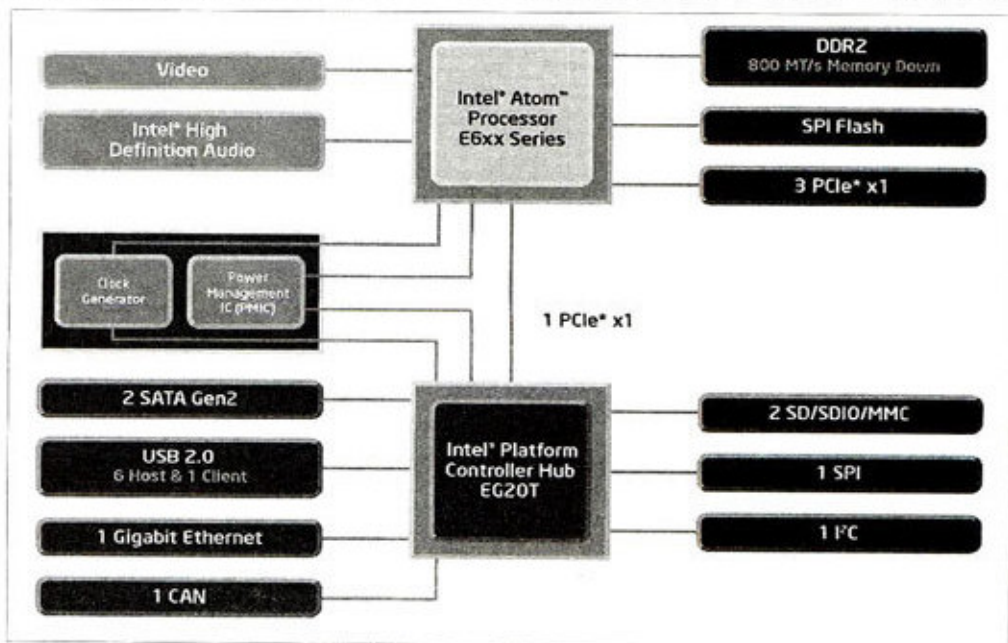 Video
Intel® High
Definition Audio
Intel® Atom™
Processor
E6xx Series
DDR2
800 MT/s Memory Down
SPI Flash
3 PCIe* x1
Clock
Generator
Power
Management
IC (PMIC)
1 PCIe* x1
2 SATA Gen2
USB 2.0
6 Host & 1 Client
1 Gigabit Ethernet
1 CAN
Intel® Platform
Controller Hub
EG20T
2 SD/SDIO/MMC
1 SPI
1 I²C